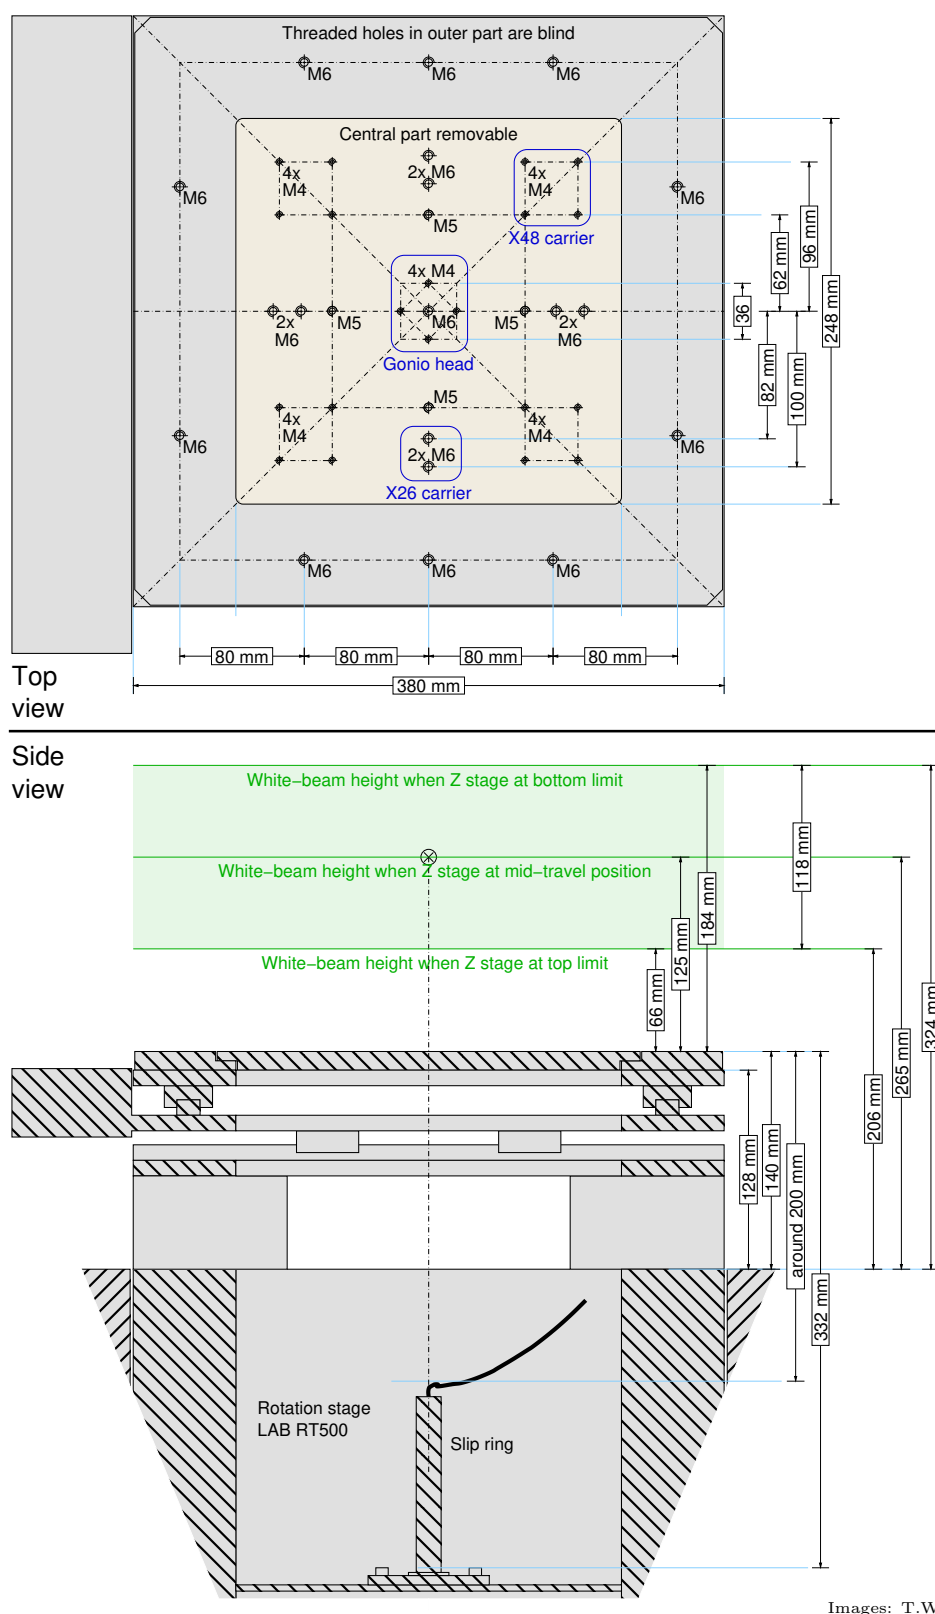 Threaded holes in outer part are blind
M6
M6
M6
Central part removable
4x
M4
2x M6
4x
M4
M6
M6
M5
X48 carrier
4x M4
2x
M6
M5
M6
M5
2x
M6
Gonio head
M5
4x
M4
4x
M4
M6
M6
2x M6
X26 carrier
M6
M6
M6
36
62 mm
96 mm
248 mm
82 mm
100 mm
80 mm
80 mm
80 mm
80 mm
380 mm
Top
view
Side
view
White−beam height when Z stage at bottom limit
White−beam height when Z stage at mid−travel position
White−beam height when Z stage at top limit
118 mm
184 mm
125 mm
66 mm
324 mm
265 mm
206 mm
128 mm
140 mm
around 200 mm
332 mm
Rotation stage
LAB RT500
Slip ring
Images: T.W